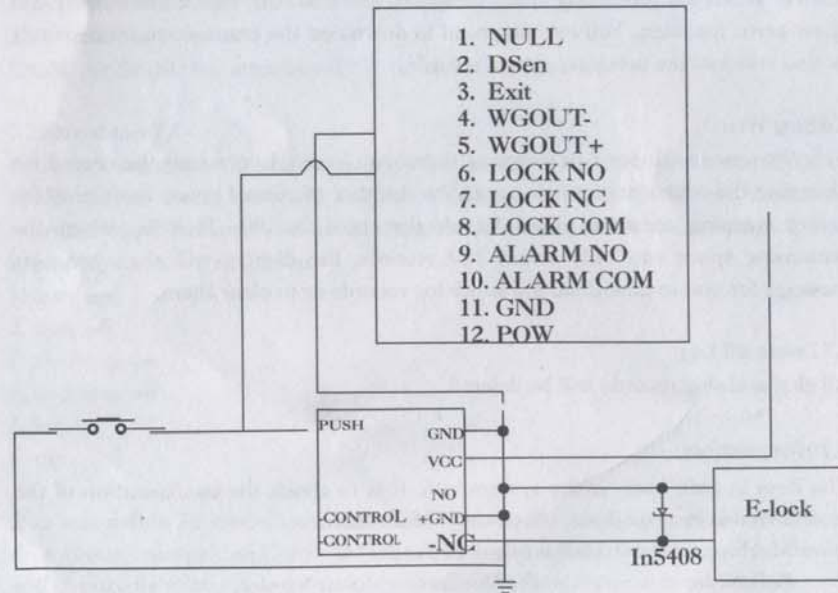 1. NULL
2. DSen
3. Exit
4. WGOUT-
5. WGOUT+
6. LOCK NO
7. LOCK NC
8. LOCK COM
9. ALARM NO
10. ALARM COM
11. GND
12. POW
PUSH
GND
VCC
NO
CONTROL GND
CONTROL NC
E-lock
In5408